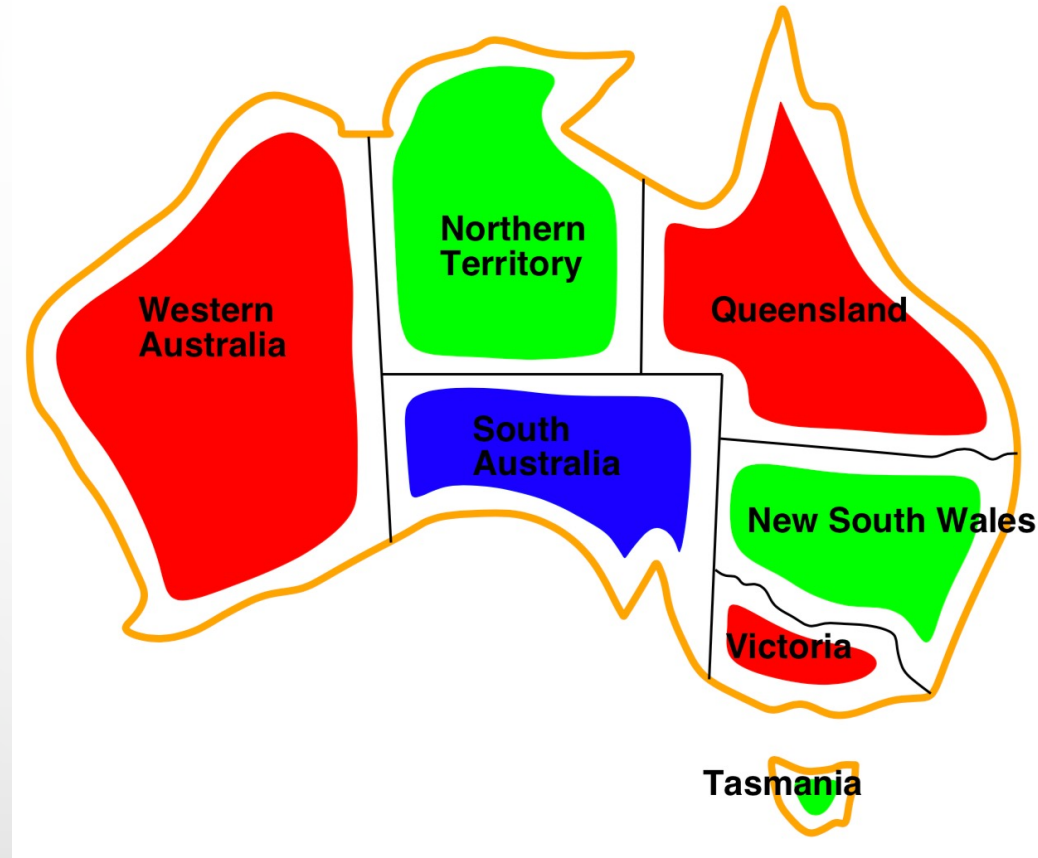 Northern
Territory
Western
Australia
Queensland
South
Australia
New South Wales
Victoria
Tasmania